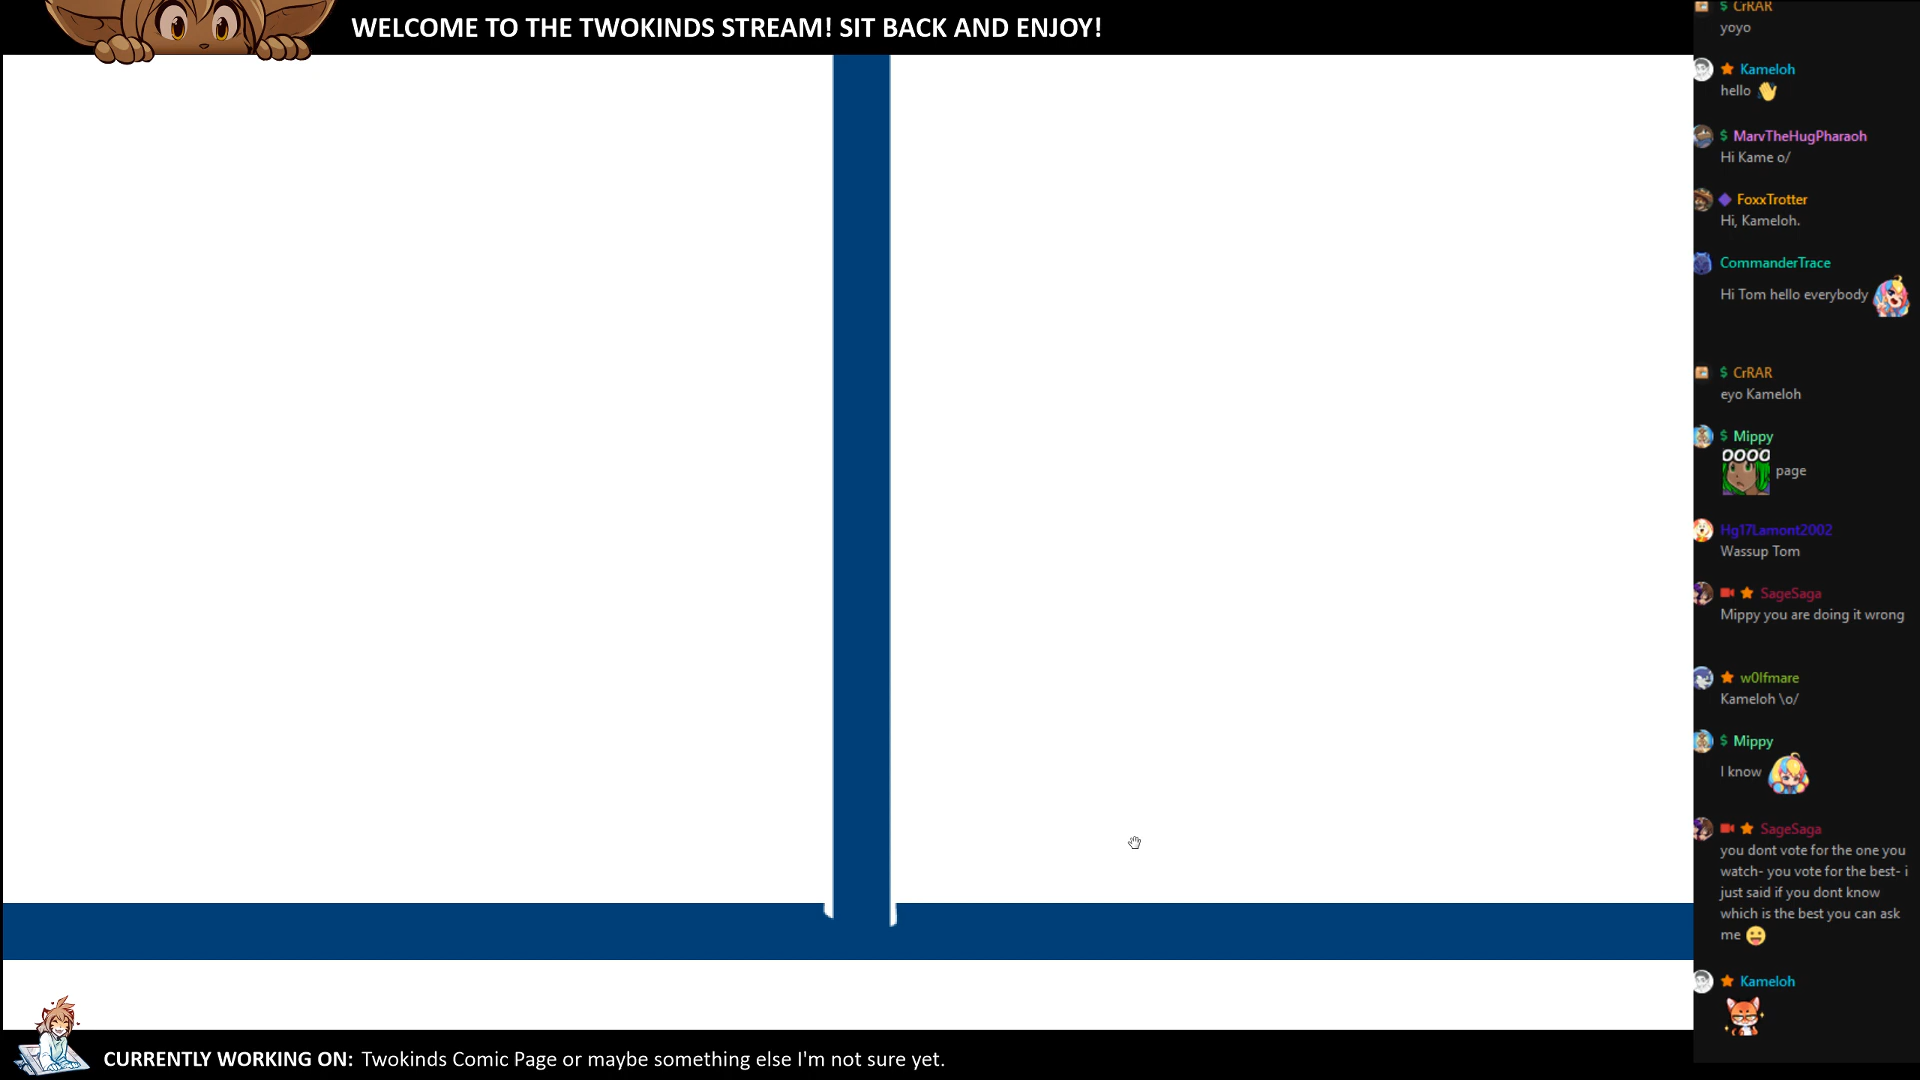 WELCOME TO THE TWOKINDS STREAM! SIT BACK AND ENJOY!
$ CrRAR
yoyo
Kameloh
hello
$ MarvTheHugPharaoh
Hi Kame o/
FoxxTrotter
Hi, Kameloh.
CommanderTrace
Hi Tom hello everybody
$ CrRAR
eyo Kameloh
$ Mippy
OOOO page
Hg17Lamont2002
Wassup Tom
SageSaga
Mippy you are doing it wrong
w0lfmare
Kameloh \o/
$ Mippy
I know
SageSaga
you dont vote for the one you
watch- you vote for the best- i
just said if you dont know
which is the best you can ask
me
Kameloh
CURRENTLY WORKING ON: Twokinds Comic Page or maybe something else I'm not sure yet.